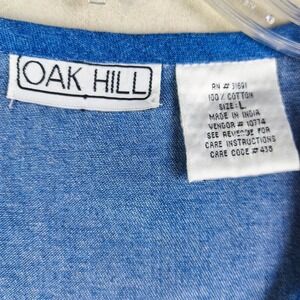 OAK HILL
RN # 31691
100% COTTON
SIZE: L
MADE IN INDIA
VENDOR # 10774
SEE REVERSE FOR
CARE INSTRUCTIONS
CARE CODE # 435